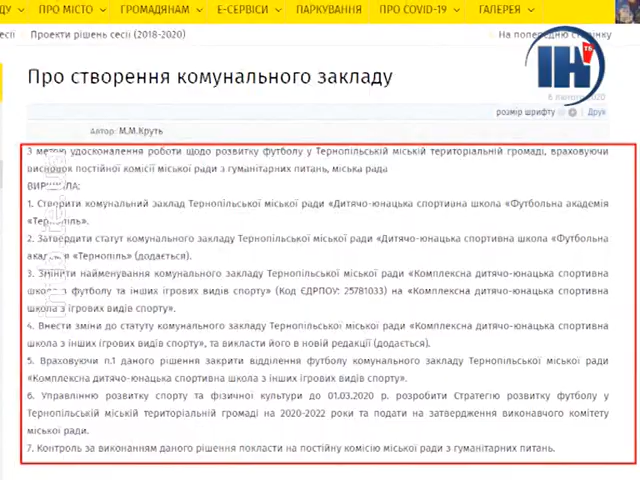 ПРО МІСТО ГРОМАДЯНАМ Е-СЕРВІСИ ПАРКУВАННЯ ПРО COVID-19 ГАЛЕРЕЯ
Проекти рішень сесії (2018-2020) На попередню сторінку
ІН ТБ
Про створення комунального закладу
6 лютого 2020
розмір шрифту Друк
Автор: М.М.Круть
З метою удосконалення роботи щодо розвитку футболу у Тернопільській міській територіальній громаді, враховуючи
висновок постійної комісії міської ради з гуманітарних питань, міська рада
ВИРІШИЛА:
1. Створити комунальний заклад Тернопільської міської ради «Дитячо-юнацька спортивна школа «Футбольна академія
«Тернопіль».
2. Затвердити статут комунального закладу Тернопільської міської ради «Дитячо-юнацька спортивна школа «Футбольна
академія «Тернопіль» (додається).
3. Змінити найменування комунального закладу Тернопільської міської ради «Комплексна дитячо-юнацька спортивна
школа з футболу та інших ігрових видів спорту» (Код ЄДРПОУ: 25781033) на «Комплексна дитячо-юнацька спортивна
школа з ігрових видів спорту».
4. Внести зміни до статуту комунального закладу Тернопільської міської ради «Комплексна дитячо-юнацька спортивна
школа з інших ігрових видів спорту», та викласти його в новій редакції (додається).
5. Враховуючи п.1 даного рішення закрити відділення футболу комунального закладу Тернопільської міської ради
«Комплексна дитячо-юнацька спортивна школа з інших ігрових видів спорту».
6. Управлінню розвитку спорту та фізичної культури до 01.03.2020 р. розробити Стратегію розвитку футболу у
Тернопільській міській територіальній громаді на 2020-2022 роки та подати на затвердження виконавчого комітету
міської ради.
7. Контроль за виконанням даного рішення покласти на постійну комісію міської ради з гуманітарних питань.